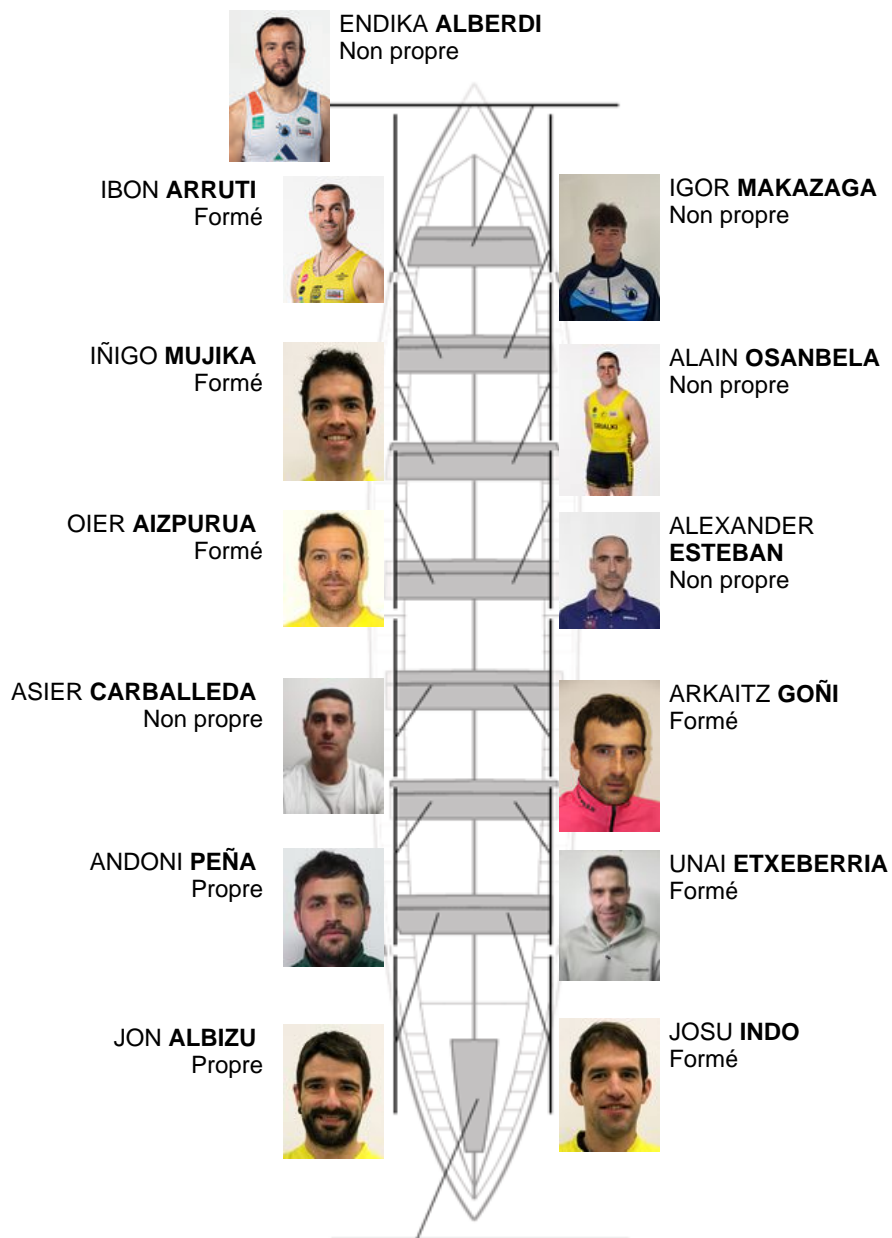 ENDIKA ALBERDI
Non propre
IBON ARRUTI
Formé
IGOR MAKAZAGA
Non propre
IÑIGO MUJIKA
Formé
ALAIN OSANBELA
Non propre
OIER AIZPURUA
Formé
ALEXANDER
ESTEBAN
Non propre
ASIER CARBALLEDA
Non propre
ARKAITZ GOÑI
Formé
ANDONI PEÑA
Propre
UNAI ETXEBERRIA
Formé
JON ALBIZU
Propre
JOSU INDO
Formé